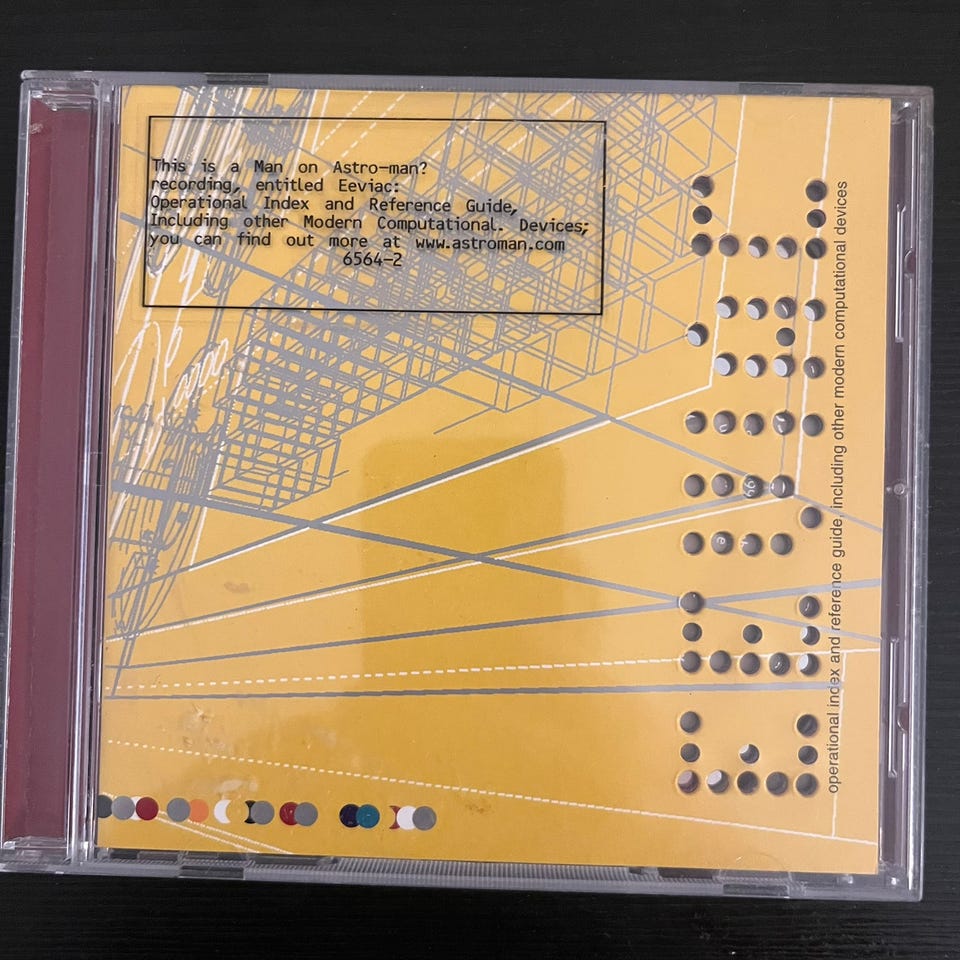 This is a Man on Astro-man?
recording, entitled Eeviac:
Operational Index and Reference Guide,
Including other Modern Computational. Devices;
you can find out more at www.astroman.com
6564-2
EEVIAC
operational index and reference guide, including other modern computational devices